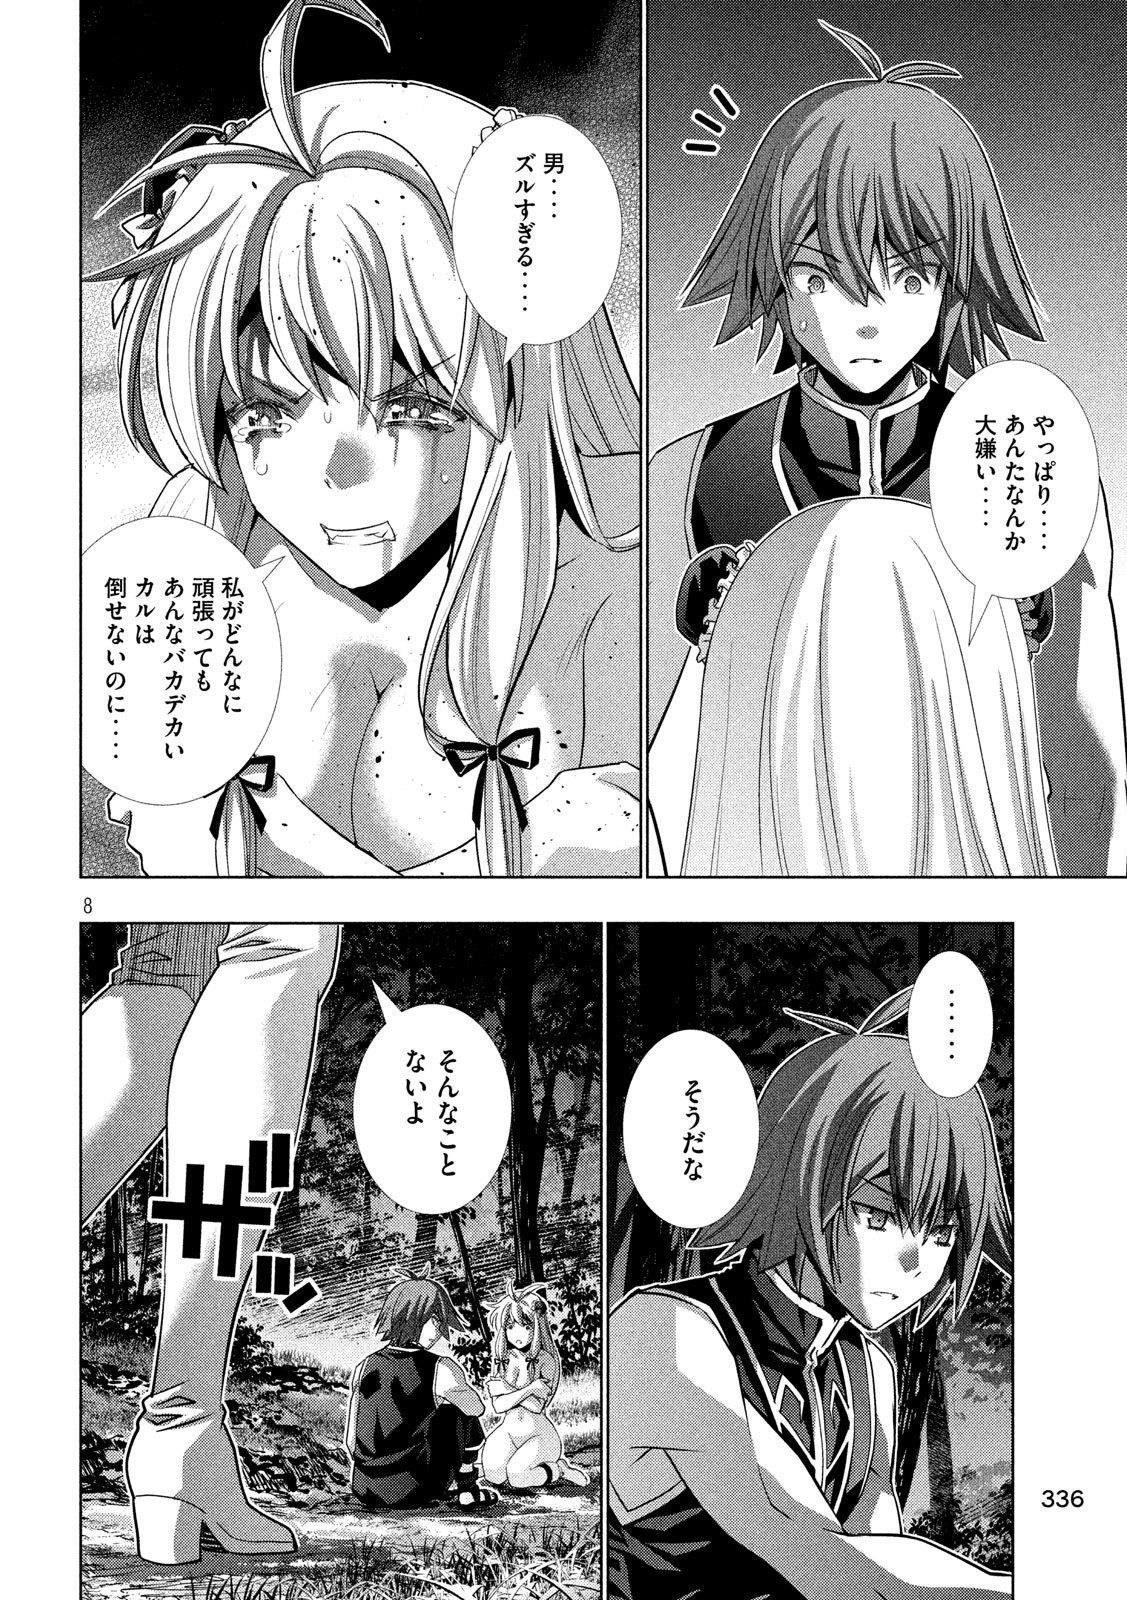 やっぱり‥‥
あんたなんか
大嫌い‥‥
男‥‥
ズルすぎる‥‥
私がどんなに
頑張っても
あんなバカデカい
カルは
倒せないのに‥‥
8
‥‥‥
そうだな
そんなこと
ないよ
ザッ
336